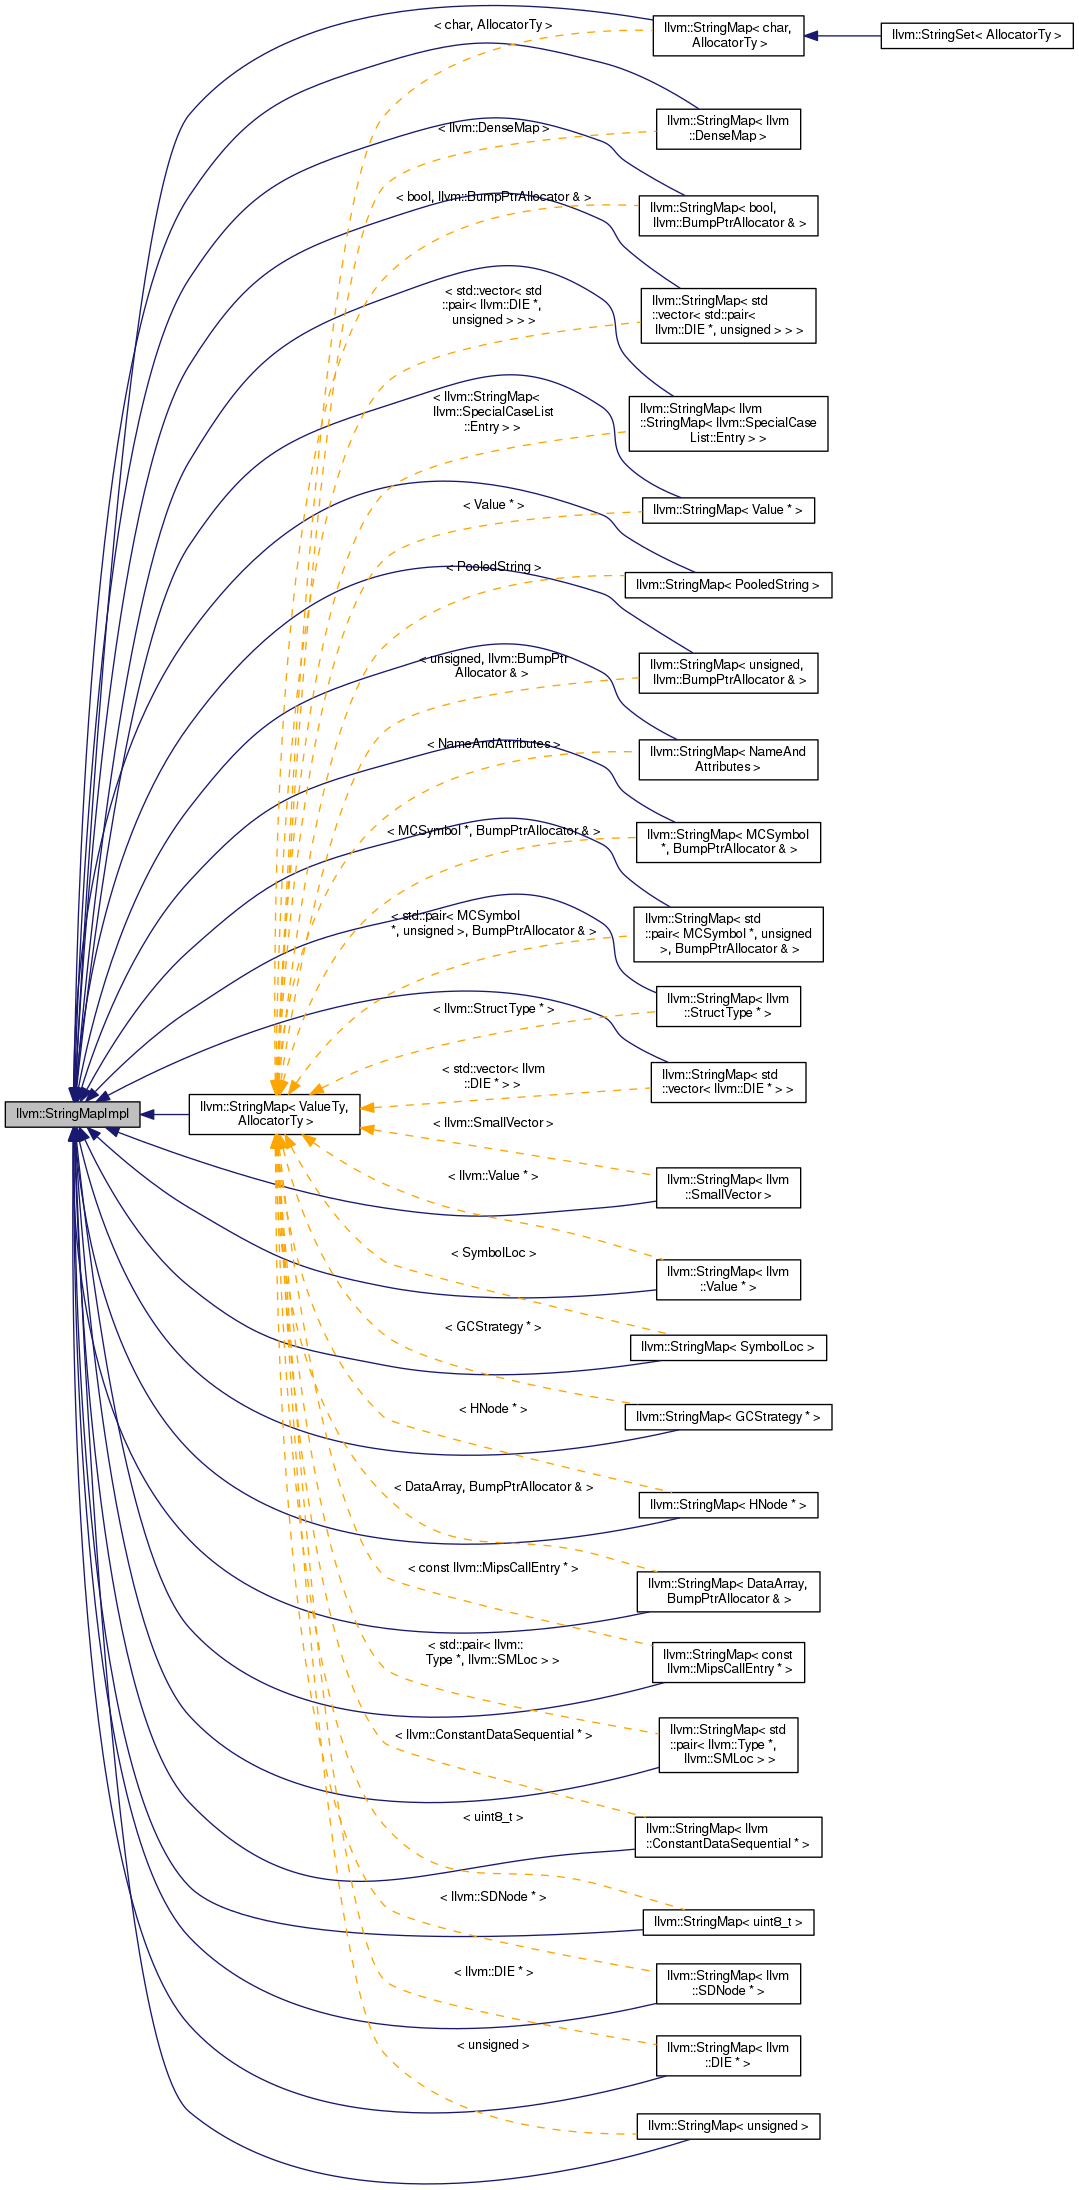 < char, AllocatorTy >
llvm::StringMap< char,
AllocatorTy >
llvm::StringSet< AllocatorTy >
llvm::StringMap< llvm
::DenseMap >
< llvm::DenseMap >
< bool, llvm::BumpPtrAllocator & >
llvm::StringMap< bool,
llvm::BumpPtrAllocator & >
< std::vector< std
::pair< llvm::DIE *,
unsigned > > >
llvm::StringMap< std
::vector< std::pair<
llvm::DIE *, unsigned > > >
< llvm::StringMap<
llvm::SpecialCaseList
::Entry > >
llvm::StringMap< llvm
::StringMap< llvm::SpecialCase
List::Entry > >
< Value * >
llvm::StringMap< Value * >
< PooledString >
llvm::StringMap< PooledString >
< unsigned, llvm::BumpPtr
Allocator & >
llvm::StringMap< unsigned,
llvm::BumpPtrAllocator & >
< NameAndAttributes >
llvm::StringMap< NameAnd
Attributes >
< MCSymbol *, BumpPtrAllocator & >
llvm::StringMap< MCSymbol
*, BumpPtrAllocator & >
< std::pair< MCSymbol
*, unsigned >, BumpPtrAllocator & >
llvm::StringMap< std
::pair< MCSymbol *, unsigned
>, BumpPtrAllocator & >
< llvm::StructType * >
llvm::StringMap< llvm
::StructType * >
< std::vector< llvm
::DIE * > >
llvm::StringMap< std
::vector< llvm::DIE * > >
llvm::StringMapImpl
llvm::StringMap< ValueTy,
AllocatorTy >
< llvm::SmallVector >
llvm::StringMap< llvm
::SmallVector >
< llvm::Value * >
llvm::StringMap< llvm
::Value * >
< SymbolLoc >
llvm::StringMap< SymbolLoc >
< GCStrategy * >
llvm::StringMap< GCStrategy * >
< HNode * >
llvm::StringMap< HNode * >
< DataArray, BumpPtrAllocator & >
llvm::StringMap< DataArray,
BumpPtrAllocator & >
< const llvm::MipsCallEntry * >
llvm::StringMap< const
llvm::MipsCallEntry * >
< std::pair< llvm::
Type *, llvm::SMLoc > >
llvm::StringMap< std
::pair< llvm::Type *,
llvm::SMLoc > >
< llvm::ConstantDataSequential * >
llvm::StringMap< llvm
::ConstantDataSequential * >
< uint8_t >
llvm::StringMap< uint8_t >
< llvm::SDNode * >
llvm::StringMap< llvm
::SDNode * >
< llvm::DIE * >
llvm::StringMap< llvm
::DIE * >
< unsigned >
llvm::StringMap< unsigned >